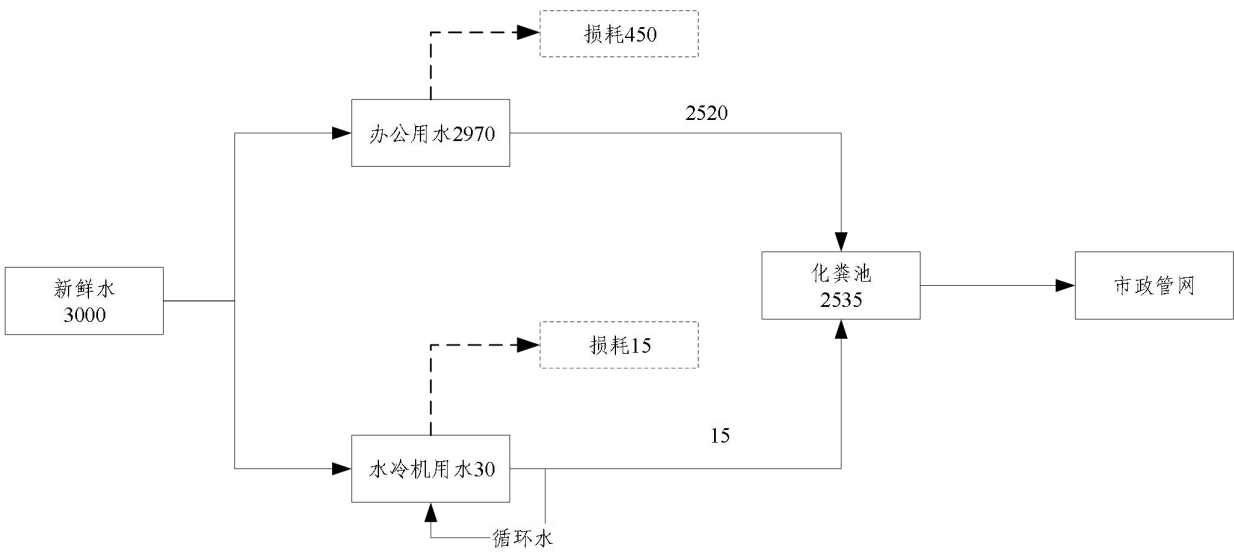 损耗450
办公用水2970
2520
新鲜水
3000
化粪池
2535
市政管网
损耗15
水冷机用水30
15
循环水